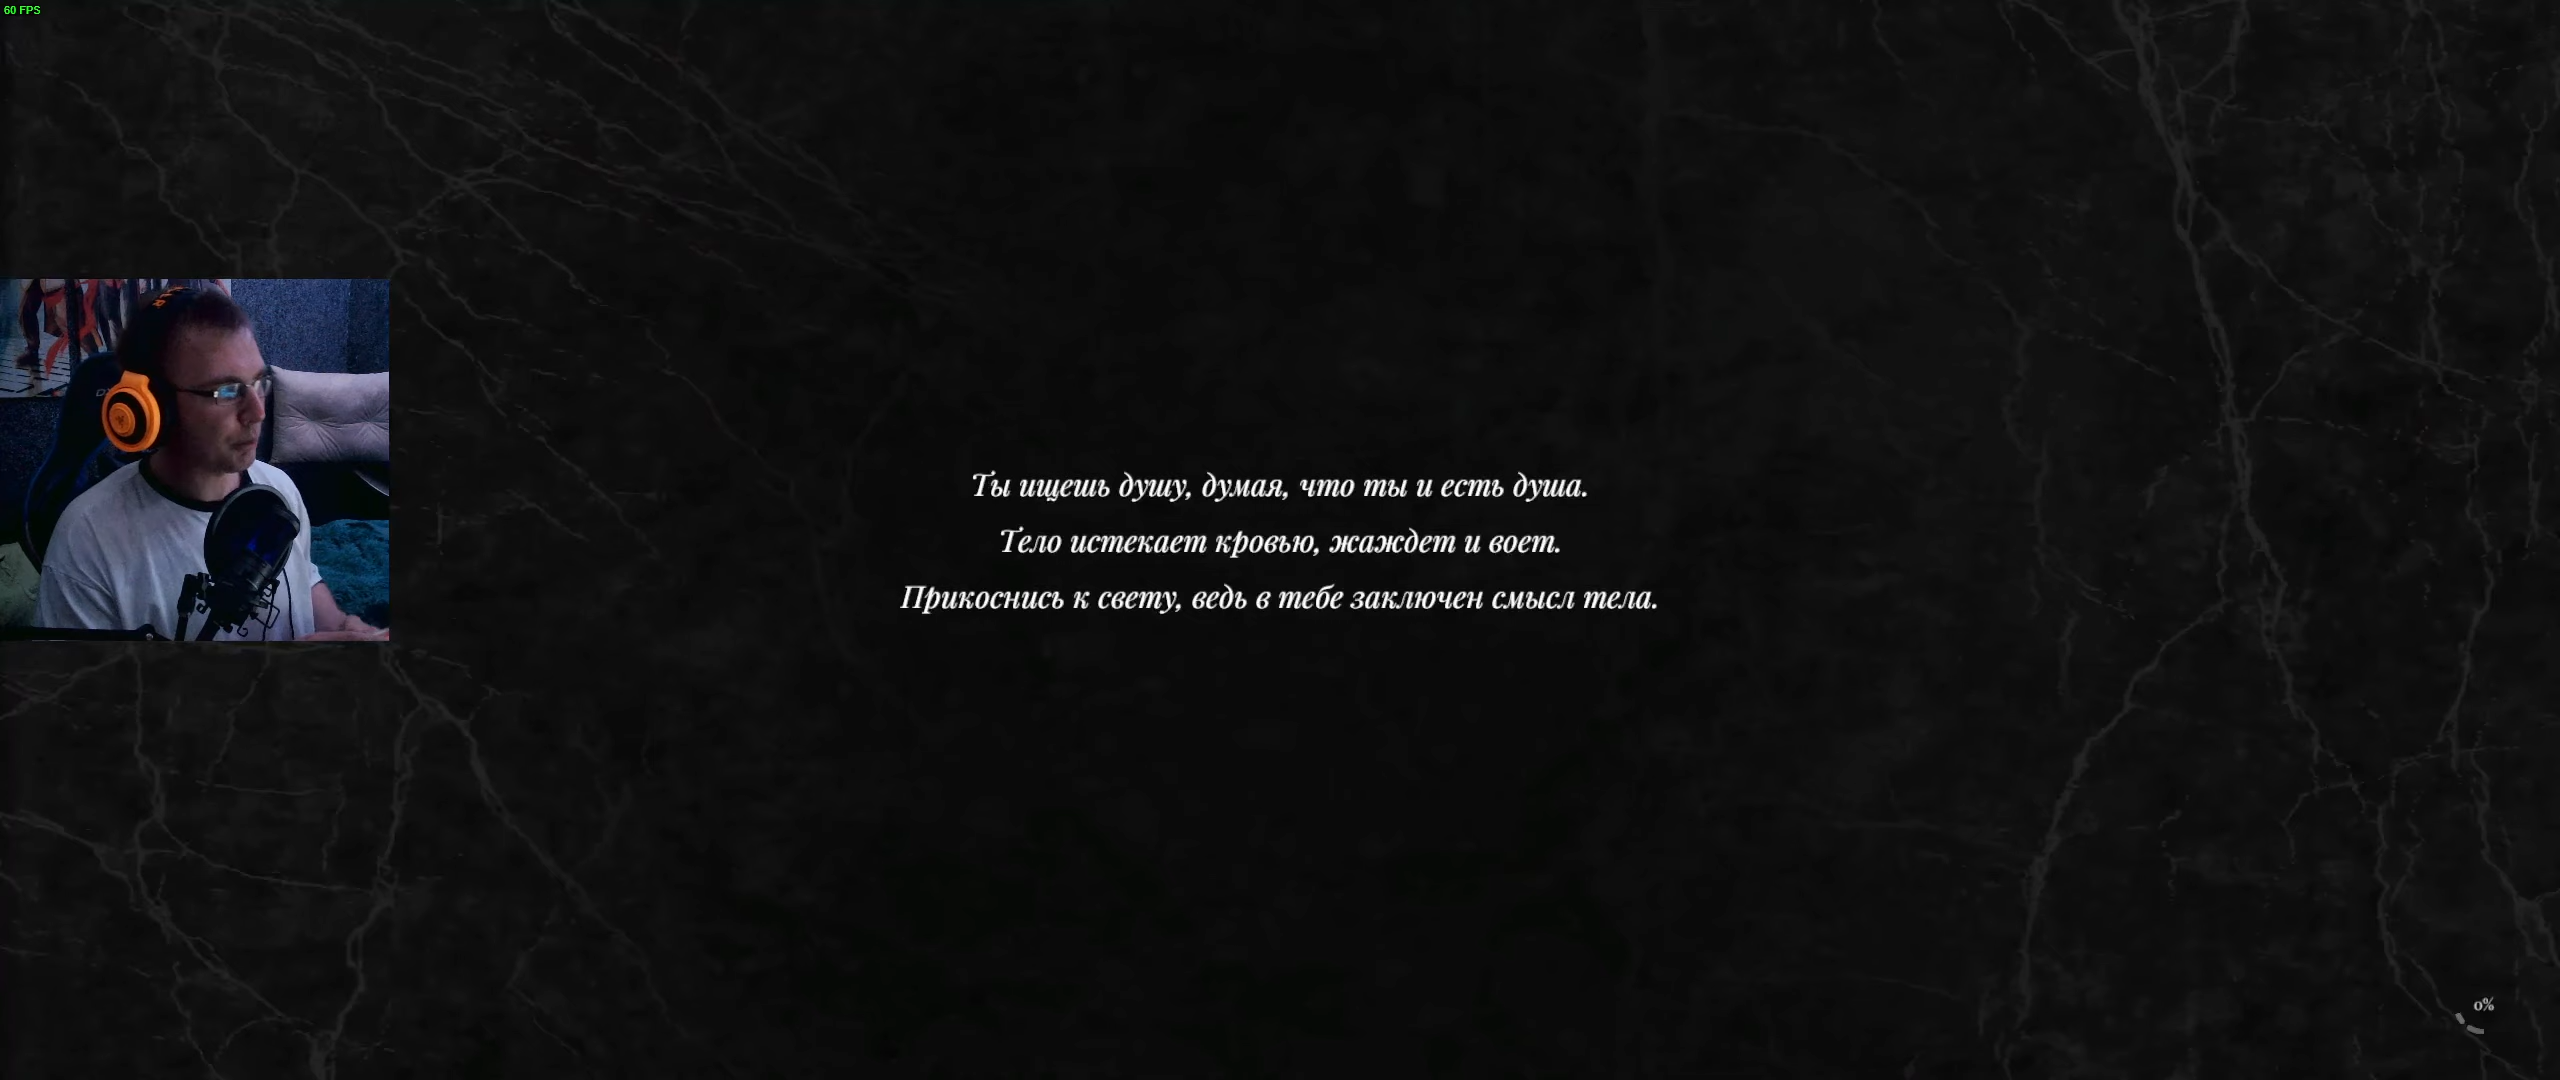 60 FPS
Ты ищешь душу, думая, что ты и есть душа.
Тело истекает кровью, жаждет и воет.
Прикоснись к свету, ведь в тебе заключен смысл тела.
0%